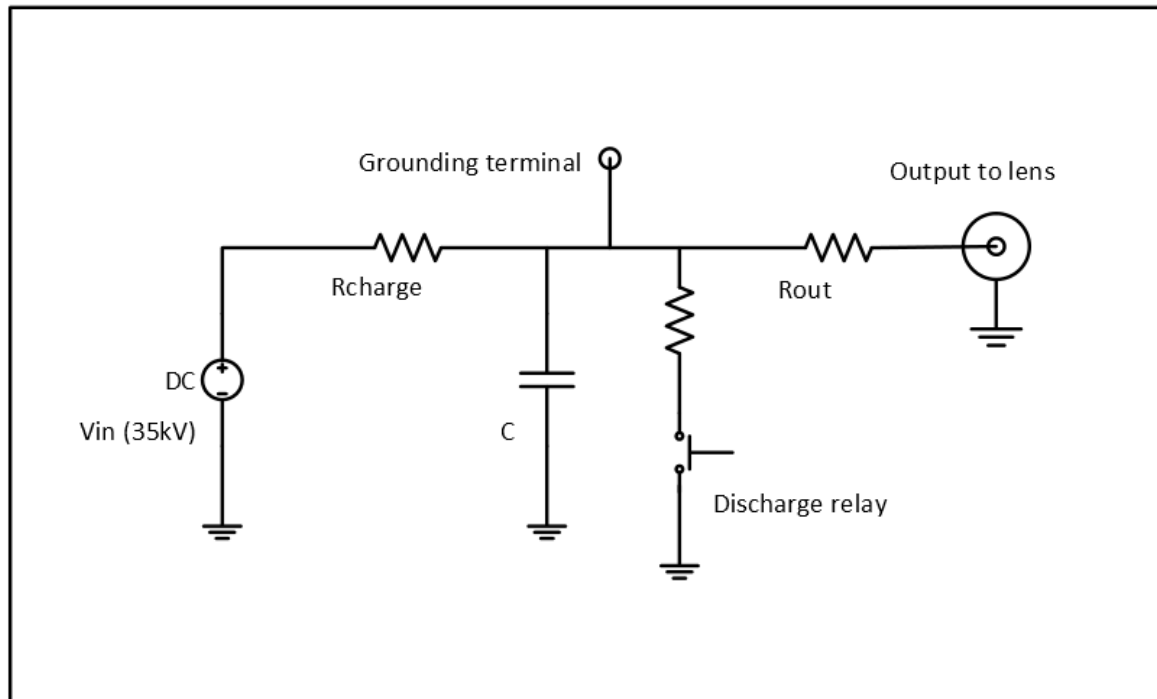 Grounding terminal
Output to lens
Rcharge
Rout
DC
Vin (35kV)
C
Discharge relay